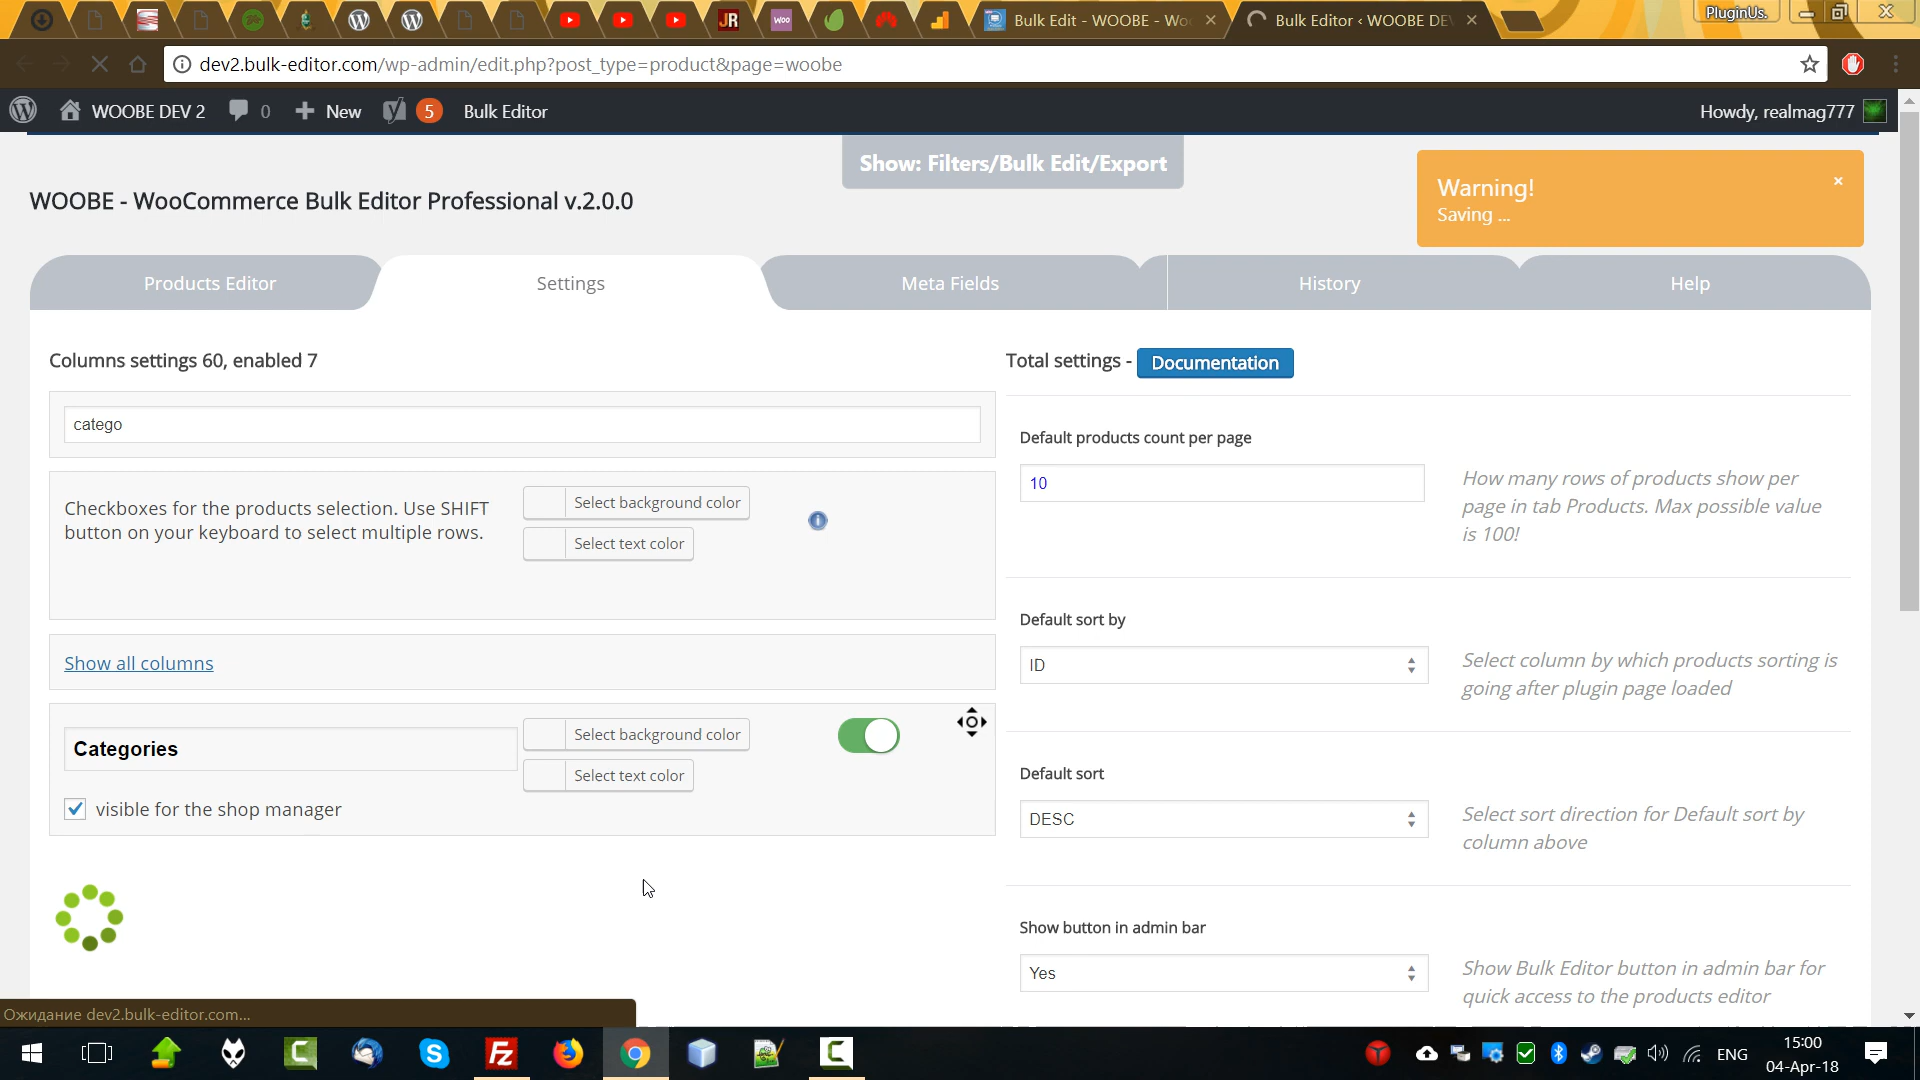 JR
woo
Bulk Edit - WOOBE - Wo
Bulk Editor ‹ WOOBE DE
PluginUs.
dev2.bulk-editor.com/wp-admin/edit.php?post_type=product&page=woobe
WOOBE DEV 2
0
New
5
Bulk Editor
Howdy, realmag777
Show: Filters/Bulk Edit/Export
Warning!
Saving ...
×
WOOBE - WooCommerce Bulk Editor Professional v.2.0.0
Products Editor
Settings
Meta Fields
History
Help
Columns settings 60, enabled 7
catego
Checkboxes for the products selection. Use SHIFT
button on your keyboard to select multiple rows.
Select background color
Select text color
Show all columns
Categories
Select background color
Select text color
visible for the shop manager
Total settings - Documentation
Default products count per page
10
How many rows of products show per
page in tab Products. Max possible value
is 100!
Default sort by
ID
Select column by which products sorting is
going after plugin page loaded
Default sort
DESC
Select sort direction for Default sort by
column above
Show button in admin bar
Yes
Show Bulk Editor button in admin bar for
quick access to the products editor
Ожидание dev2.bulk-editor.com...
ENG
15:00
04-Apr-18